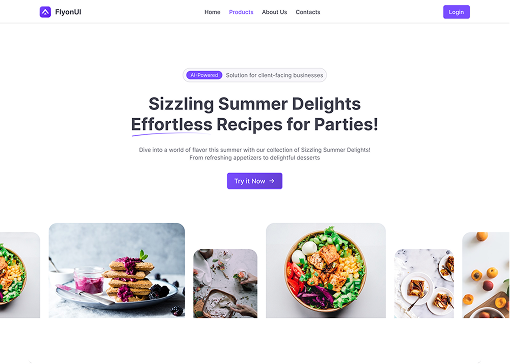 FlyonUI
Home Products About Us Contacts
Login
AI-Powered Solution for client-facing businesses
Sizzling Summer Delights
Effortless Recipes for Parties!
Dive into a world of flavor this summer with our collection of Sizzling Summer Delights!
From refreshing appetizers to delightful desserts
Try it Now →